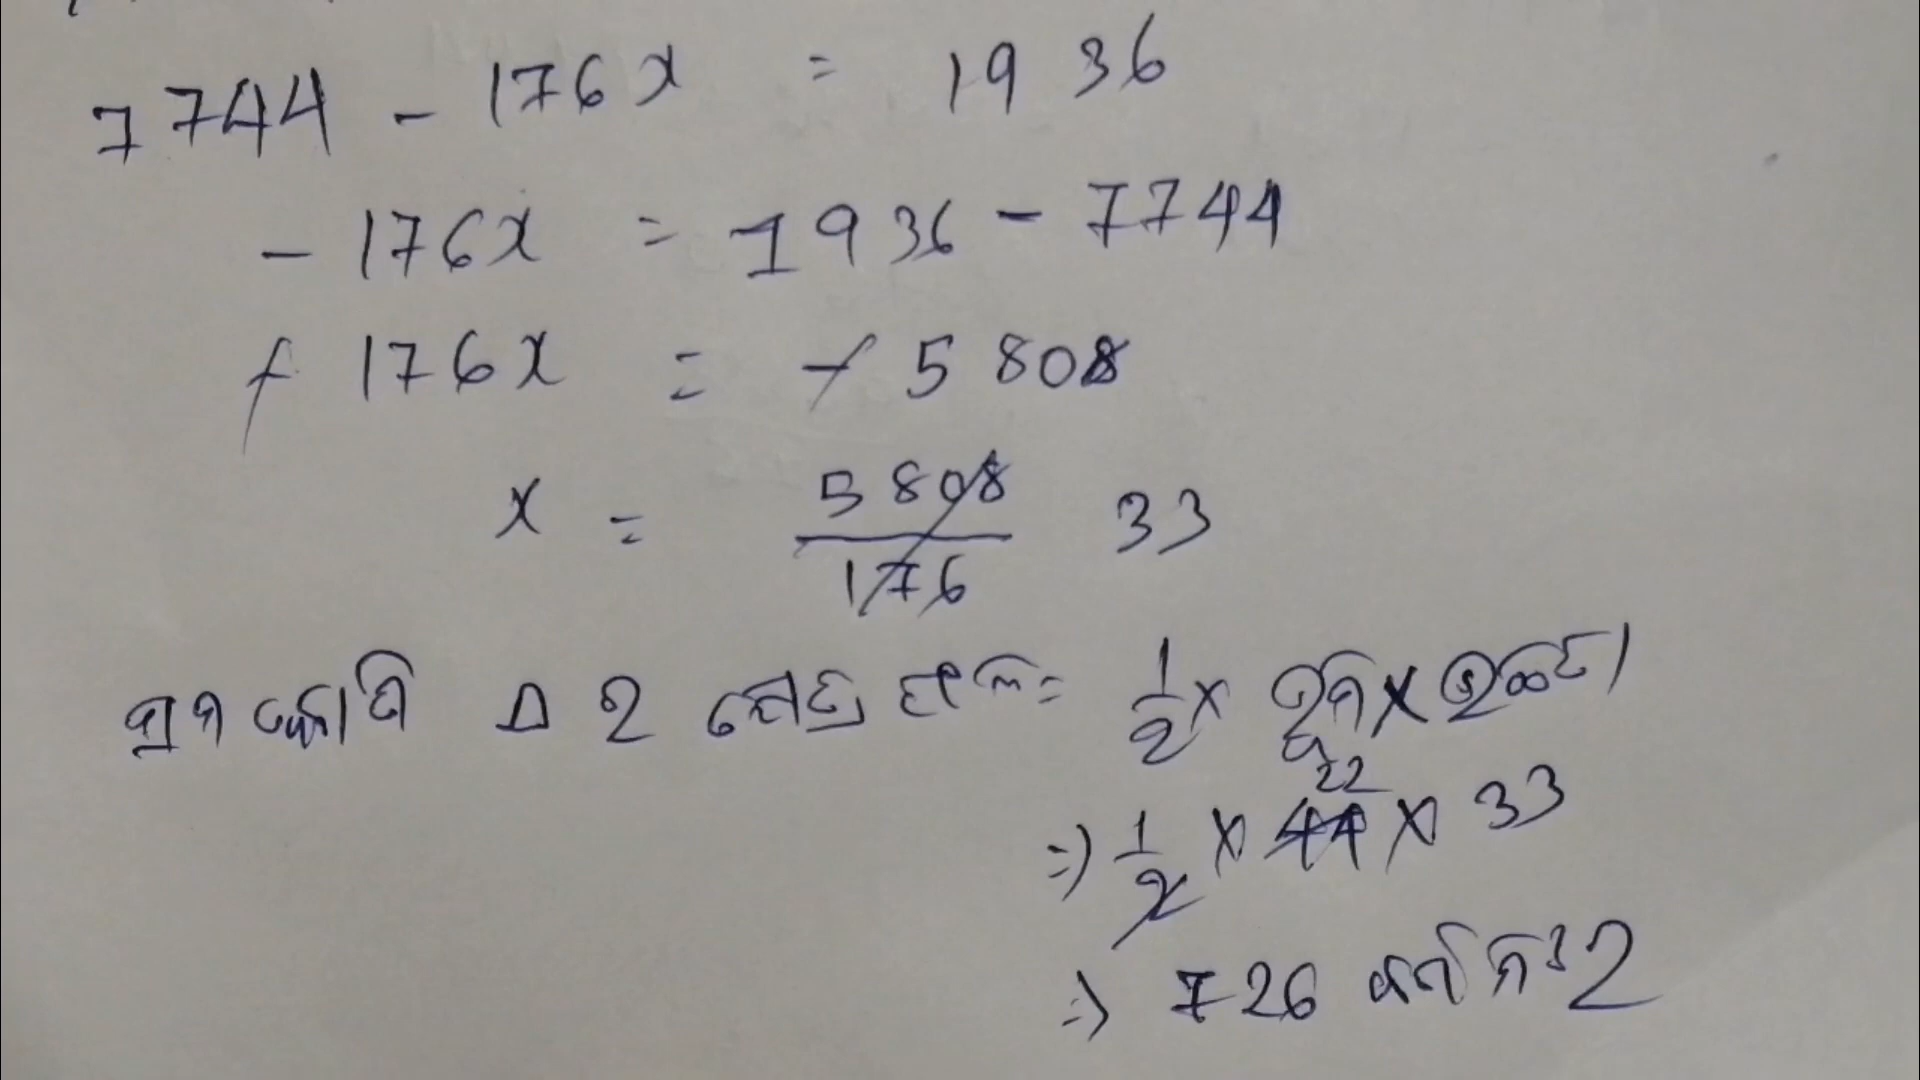 7744 - 176x = 1936
- 176x = 1936 - 7744
- 176x = - 5808
x = 5808/176 33
ସମକୋଣୀ Δ ର କ୍ଷେତ୍ରଫଳ = 1/2 × ଭୂମି × ଉଚ୍ଚତା
⇒ 1/2 × 44 × 33 22
⇒ 726 ବର୍ଗ ମି